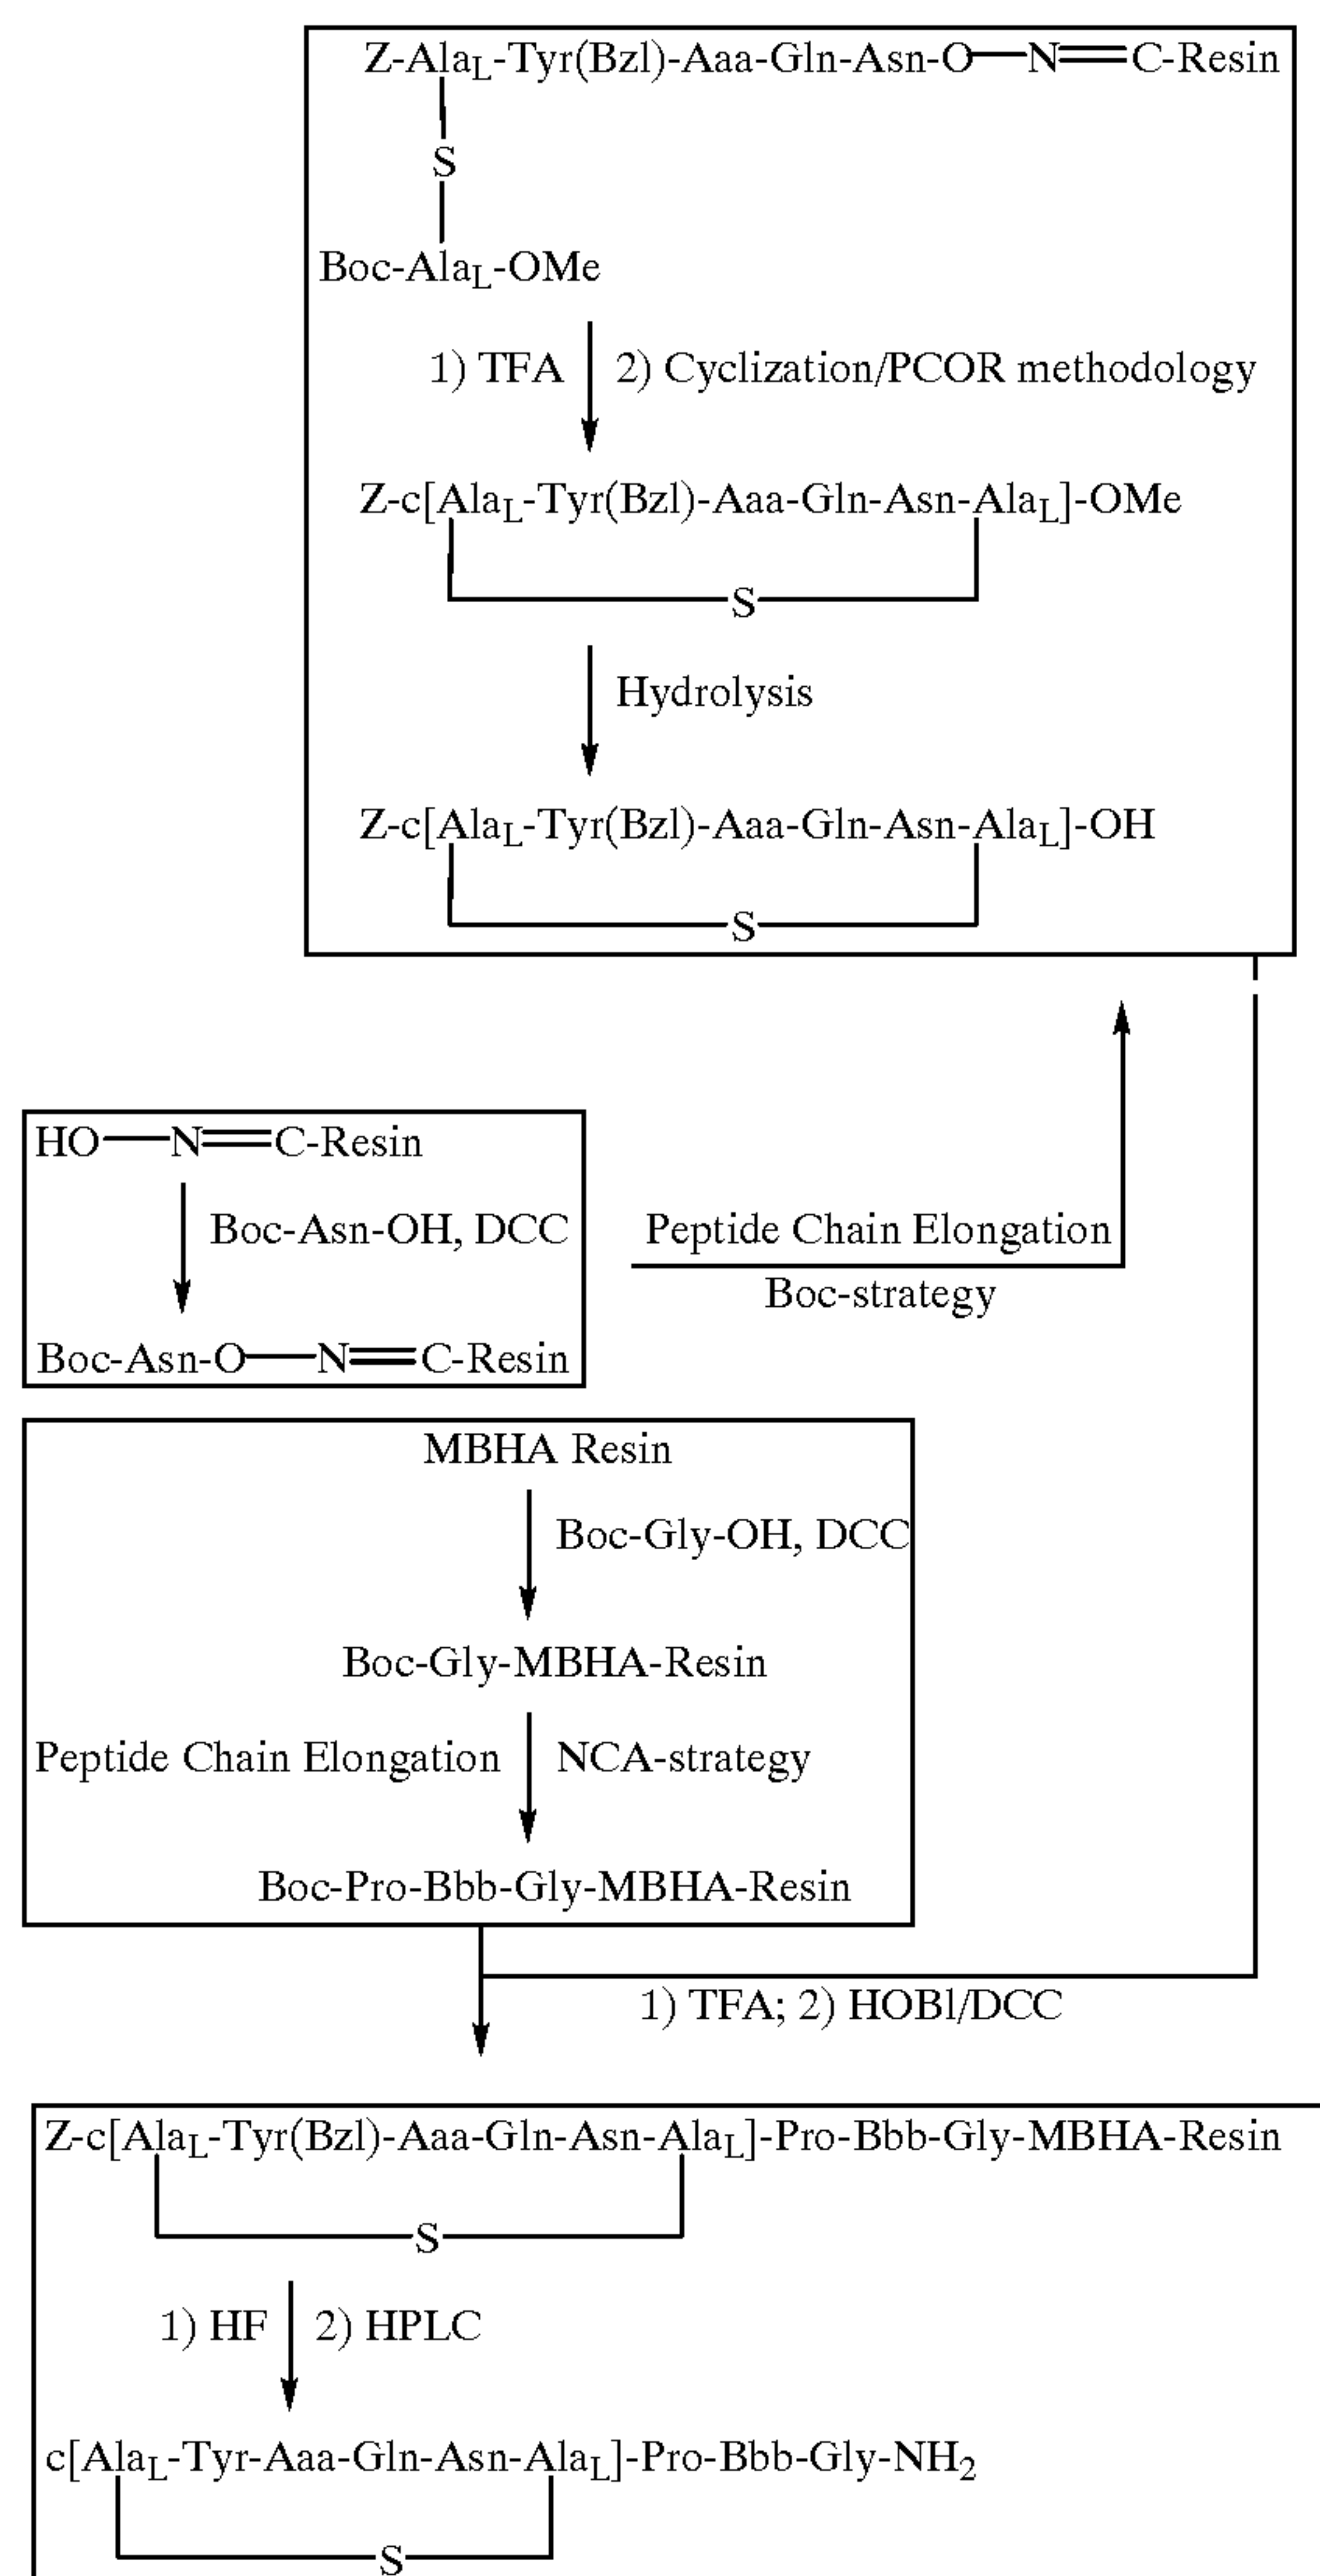 Z-Ala_L-Tyr(Bzl)-Aaa-Gln-Asn-O—N=C-Resin
S
Boc-Ala_L-OMe
1) TFA 2) Cyclization/PCOR methodology
Z-c[Ala_L-Tyr(Bzl)-Aaa-Gln-Asn-Ala_L]-OMe
S
Hydrolysis
Z-c[Ala_L-Tyr(Bzl)-Aaa-Gln-Asn-Ala_L]-OH
S
HO—N=C-Resin
Boc-Asn-OH, DCC
Boc-Asn-O—N=C-Resin
Peptide Chain Elongation
Boc-strategy
MBHA Resin
Boc-Gly-OH, DCC
Boc-Gly-MBHA-Resin
Peptide Chain Elongation NCA-strategy
Boc-Pro-Bbb-Gly-MBHA-Resin
1) TFA; 2) HOBl/DCC
Z-c[Ala_L-Tyr(Bzl)-Aaa-Gln-Asn-Ala_L]-Pro-Bbb-Gly-MBHA-Resin
S
1) HF 2) HPLC
c[Ala_L-Tyr-Aaa-Gln-Asn-Ala_L]-Pro-Bbb-Gly-NH₂
S